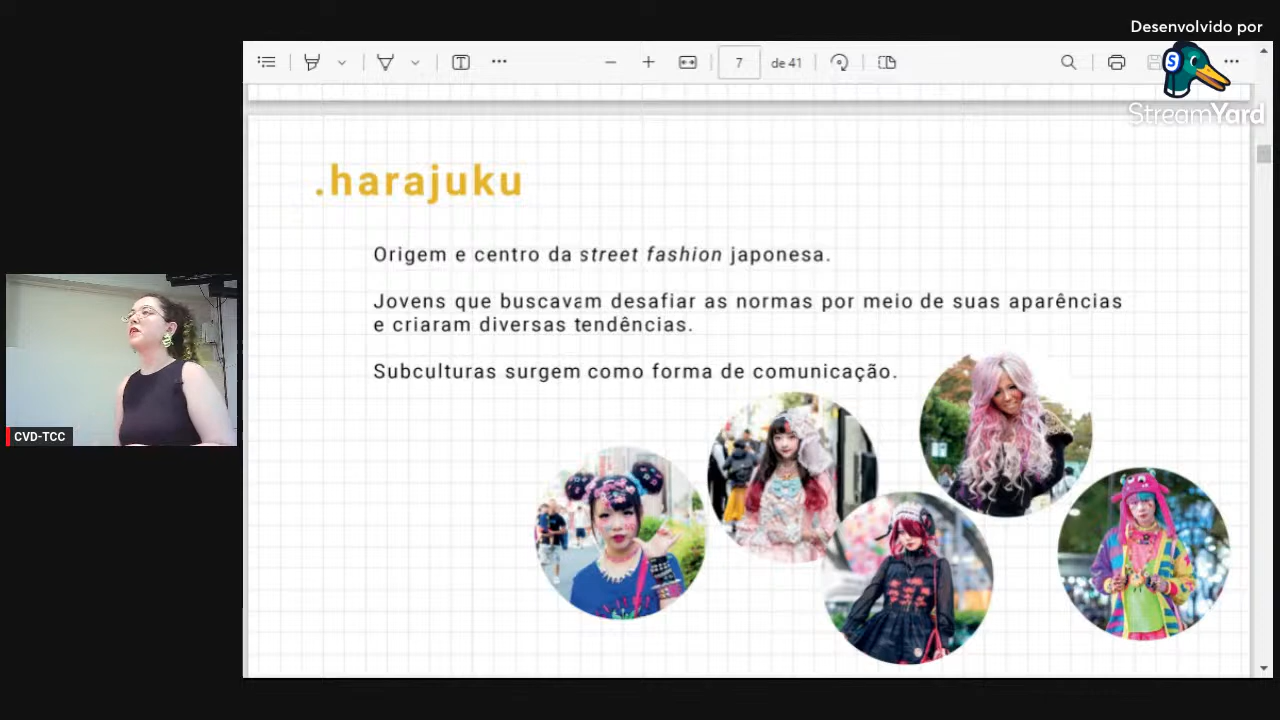 Desenvolvido por
StreamYard
7 de 41
.harajuku
Origem e centro da street fashion japonesa.
Jovens que buscavam desafiar as normas por meio de suas aparências
e criaram diversas tendências.
Subculturas surgem como forma de comunicação.
CVD-TCC